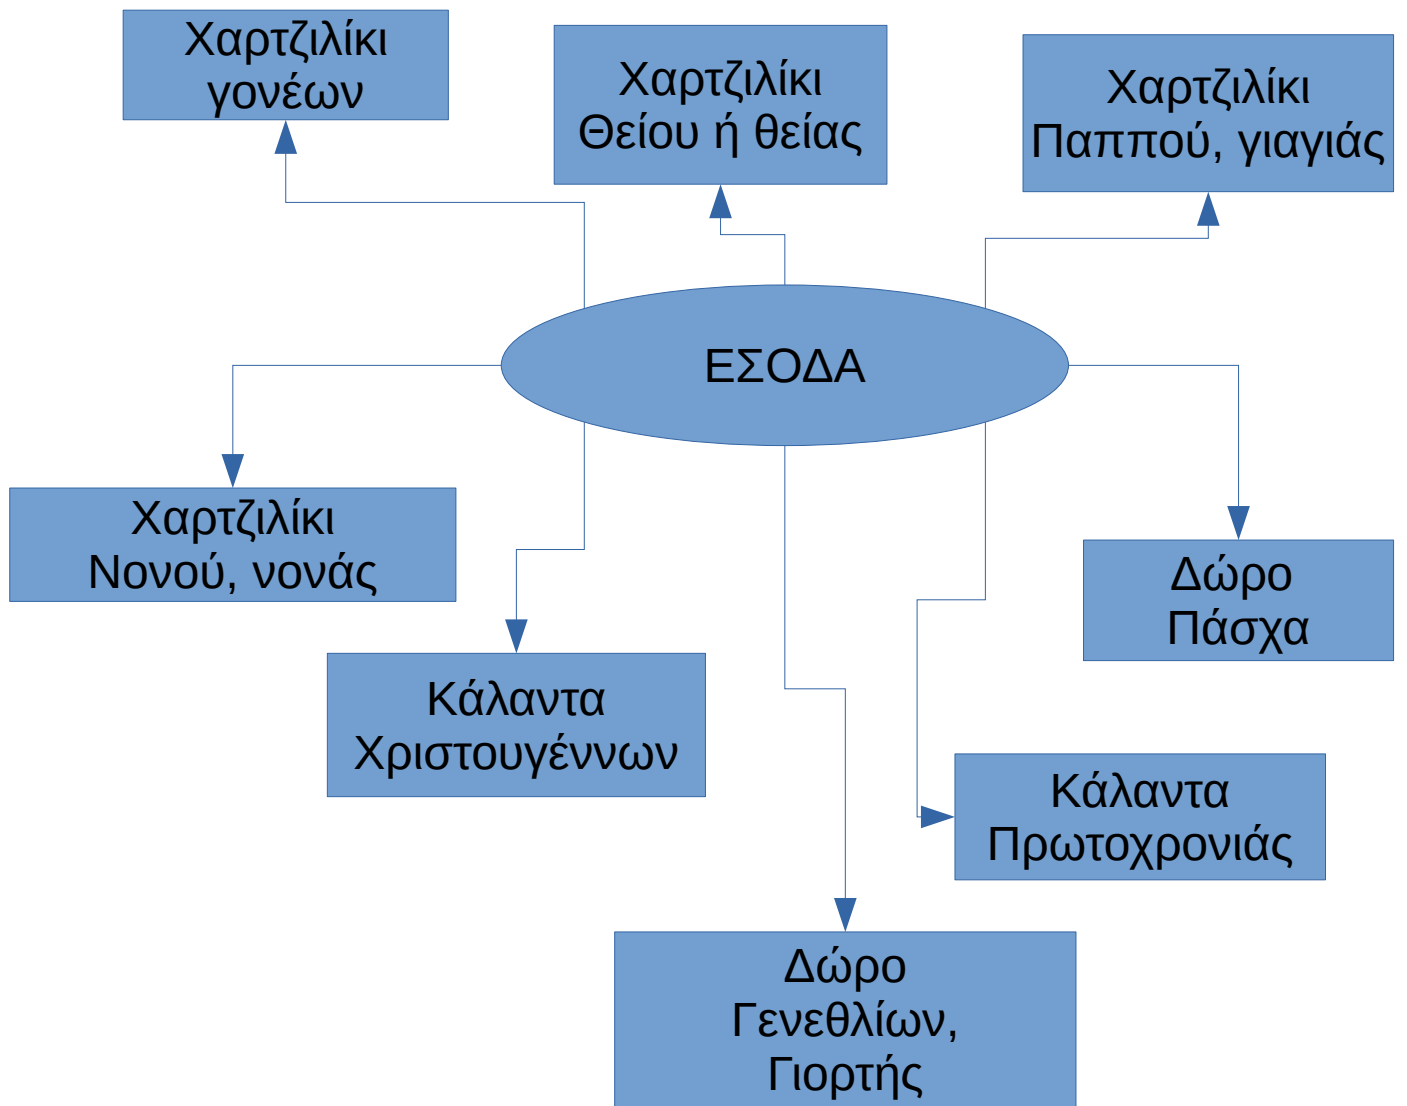 Χαρτζιλίκι
γονέων
Χαρτζιλίκι
Θείου ή θείας
Χαρτζιλίκι
Παππού, γιαγιάς
ΕΣΟΔΑ
Χαρτζιλίκι
Νονού, νονάς
Δώρο
Πάσχα
Κάλαντα
Χριστουγέννων
Κάλαντα
Πρωτοχρονιάς
Δώρο
Γενεθλίων,
Γιορτής